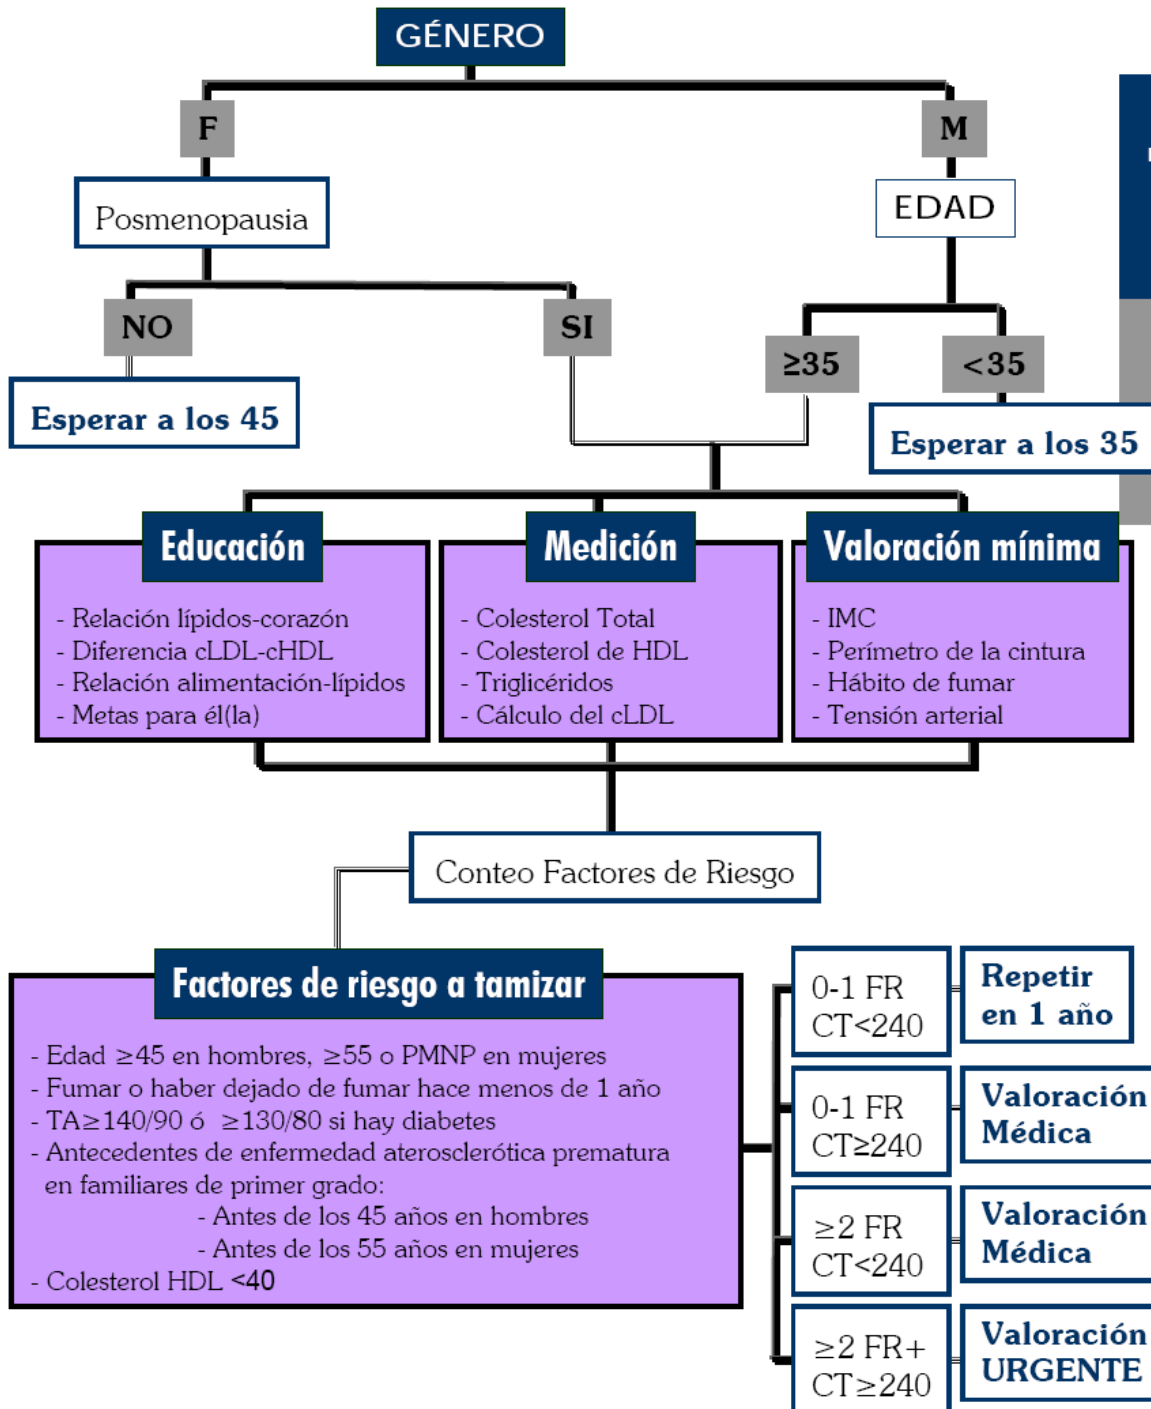 GÉNERO
F
M
Posmenopausia
EDAD
NO
SI
≥35
<35
Esperar a los 45
Esperar a los 35
Educación
- Relación lípidos-corazón
- Diferencia cLDL-cHDL
- Relación alimentación-lípidos
- Metas para él(la)
Medición
- Colesterol Total
- Colesterol de HDL
- Triglicéridos
- Cálculo del cLDL
Valoración mínima
- IMC
- Perímetro de la cintura
- Hábito de fumar
- Tensión arterial
Conteo Factores de Riesgo
Factores de riesgo a tamizar
- Edad ≥45 en hombres, ≥55 o PMNP en mujeres
- Fumar o haber dejado de fumar hace menos de 1 año
- TA≥140/90 ó ≥130/80 si hay diabetes
- Antecedentes de enfermedad aterosclerótica prematura
en familiares de primer grado:
- Antes de los 45 años en hombres
- Antes de los 55 años en mujeres
- Colesterol HDL <40
0-1 FR
CT<240
Repetir
en 1 año
0-1 FR
CT≥240
Valoración
Médica
≥2 FR
CT<240
Valoración
Médica
≥2 FR+
CT≥240
Valoración
URGENTE